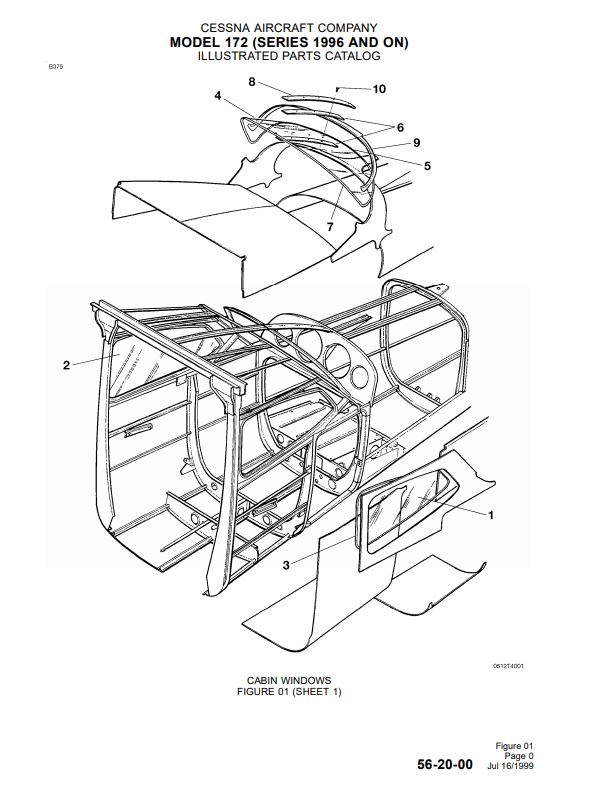 CESSNA AIRCRAFT COMPANY
MODEL 172 (SERIES 1996 AND ON)
ILLUSTRATED PARTS CATALOG
B375
8
10
4
6
9
5
7
2
1
3
0512T4001
CABIN WINDOWS
FIGURE 01 (SHEET 1)
Figure 01
Page 0
56-20-00 Jul 16/1999